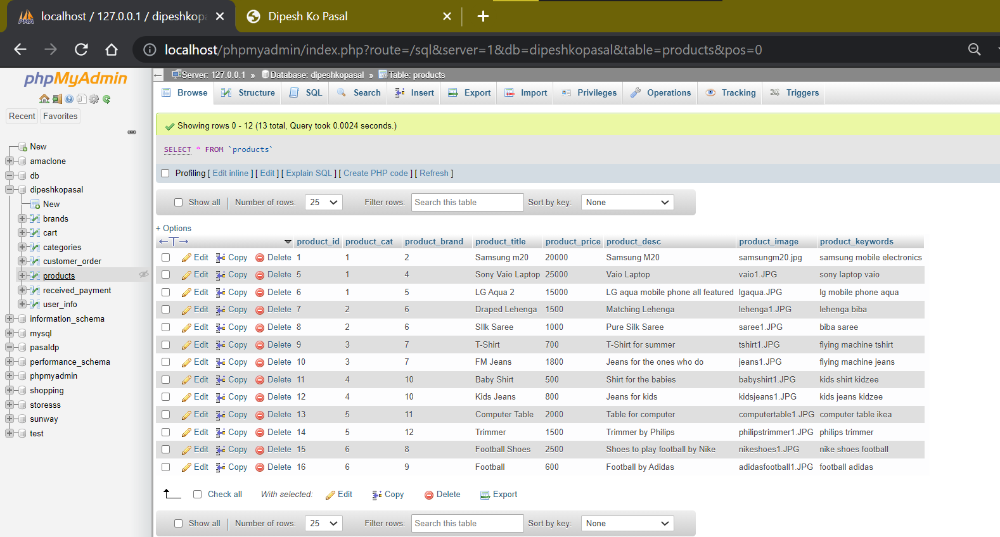 localhost / 127.0.0.1 / dipeshkopa
Dipesh Ko Pasal
localhost/phpmyadmin/index.php?route=/sql&server=1&db=dipeshkopasal&table=products&pos=0
phpMyAdmin
Recent Favorites
New
amaclone
db
dipeshkopasal
New
brands
cart
categories
customer_order
products
received_payment
user_info
information_schema
mysql
pasaldp
performance_schema
phpmyadmin
shopping
storesss
sunway
test
Server: 127.0.0.1 » Database: dipeshkopasal » Table: products
Browse Structure SQL Search Insert Export Import Privileges Operations Tracking Triggers
Showing rows 0 - 12 (13 total, Query took 0.0024 seconds.)
SELECT * FROM `products`
Profiling [ Edit inline ] [ Edit ] [ Explain SQL ] [ Create PHP code ] [ Refresh ]
Show all Number of rows: 25 Filter rows: Search this table Sort by key: None
+ Options
product_id product_cat product_brand product_title product_price product_desc product_image product_keywords
Edit Copy Delete 1 1 2 Samsung m20 20000 Samsung M20 samsungm20.jpg samsung mobile electronics
Edit Copy Delete 5 1 4 Sony Vaio Laptop 25000 Vaio Laptop vaio1.JPG sony laptop vaio
Edit Copy Delete 6 1 5 LG Aqua 2 15000 LG aqua mobile phone all featured lgaqua.JPG lg mobile phone aqua
Edit Copy Delete 7 2 6 Draped Lehenga 1500 Matching Lehenga lehenga1.JPG lehenga biba
Edit Copy Delete 8 2 6 SIlk Saree 1000 Pure Silk Saree saree1.JPG biba saree
Edit Copy Delete 9 3 7 T-Shirt 700 T-Shirt for summer tshirt1.JPG flying machine tshirt
Edit Copy Delete 10 3 7 FM Jeans 1800 Jeans for the ones who do jeans1.JPG flying machine jeans
Edit Copy Delete 11 4 10 Baby Shirt 500 Shirt for the babies babyshirt1.JPG kids shirt kidzee
Edit Copy Delete 12 4 10 Kids Jeans 800 Jeans for kids kidsjeans1.JPG kids jeans kidzee
Edit Copy Delete 13 5 11 Computer Table 2000 Table for computer computertable1.JPG computer table ikea
Edit Copy Delete 14 5 12 Trimmer 1500 Trimmer by Philips philipstrimmer1.JPG philips trimmer
Edit Copy Delete 15 6 8 Football Shoes 2500 Shoes to play football by Nike nikeshoes1.JPG nike shoes football
Edit Copy Delete 16 6 9 Football 600 Football by Adidas adidasfootball1.JPG football adidas
Check all With selected: Edit Copy Delete Export
Show all Number of rows: 25 Filter rows: Search this table Sort by key: None